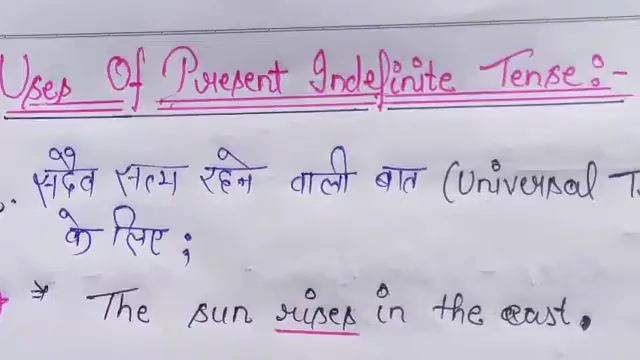 Uses Of Present Indefinite Tense:-
सदैव सत्य रहने वाली बात (Universal
के लिए;
* The sun rises in the east.